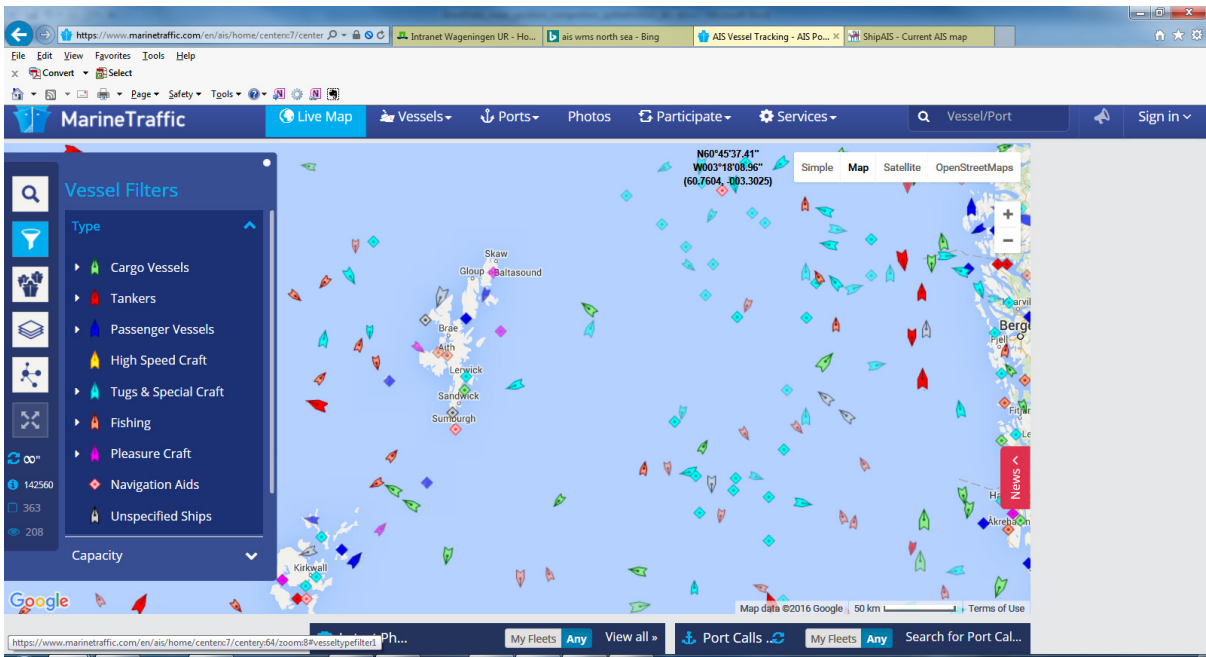 https://www.marinetraffic.com/en/ais/home/centerx:7/center
Intranet Wageningen UR - Ho...
ais wms north sea - Bing
AIS Vessel Tracking - AIS Po...
ShipAIS - Current AIS map
File Edit View Favorites Tools Help
x Convert Select
Page Safety Tools
MarineTraffic
Live Map
Vessels
Ports
Photos
Participate
Services
Vessel/Port
Sign in
N60°45'37.41"
W003°18'08.96"
(60.7604, -003.3025)
Simple Map Satellite OpenStreetMaps
+
−
Vessel Filters
Type
Cargo Vessels
Tankers
Passenger Vessels
High Speed Craft
Tugs & Special Craft
Fishing
Pleasure Craft
Navigation Aids
Unspecified Ships
Capacity
∞"
142560
363
208
Skaw
Gloup Baltasound
Brae
Aith
Lerwick
Sandwick
Sumburgh
Kirkwall
Berge
Fjell
News
Google
Map data ©2016 Google
50 km
Terms of Use
https://www.marinetraffic.com/en/ais/home/centerx:7/centery:64/zoom:8#vesseltypefilter1
My Fleets Any View all »
Port Calls ..
My Fleets Any Search for Port Cal...